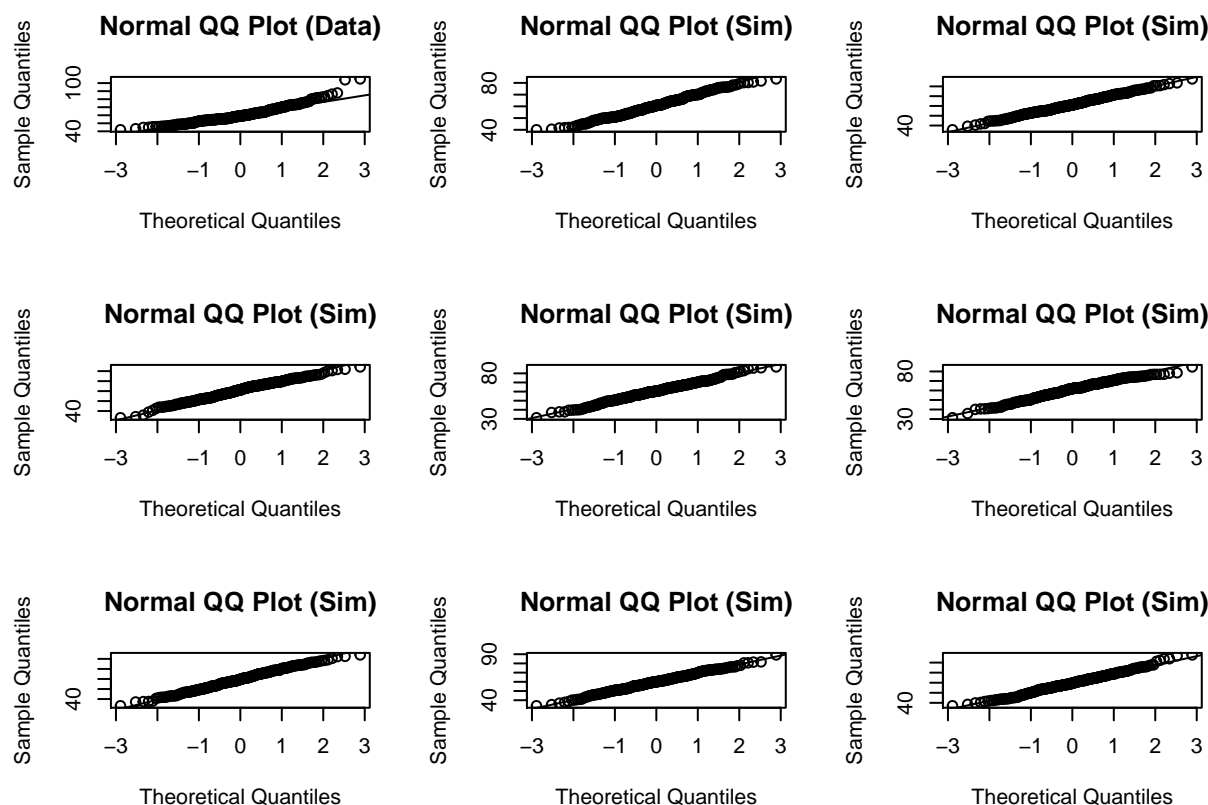 Normal QQ Plot (Data)
Sample Quantiles
40 100
−3 −1 0 1 2 3
Theoretical Quantiles
Normal QQ Plot (Sim)
Sample Quantiles
40 80
−3 −1 0 1 2 3
Theoretical Quantiles
Normal QQ Plot (Sim)
Sample Quantiles
40
−3 −1 0 1 2 3
Theoretical Quantiles
Normal QQ Plot (Sim)
Sample Quantiles
40
−3 −1 0 1 2 3
Theoretical Quantiles
Normal QQ Plot (Sim)
Sample Quantiles
30 80
−3 −1 0 1 2 3
Theoretical Quantiles
Normal QQ Plot (Sim)
Sample Quantiles
30 80
−3 −1 0 1 2 3
Theoretical Quantiles
Normal QQ Plot (Sim)
Sample Quantiles
40
−3 −1 0 1 2 3
Theoretical Quantiles
Normal QQ Plot (Sim)
Sample Quantiles
40 90
−3 −1 0 1 2 3
Theoretical Quantiles
Normal QQ Plot (Sim)
Sample Quantiles
40
−3 −1 0 1 2 3
Theoretical Quantiles